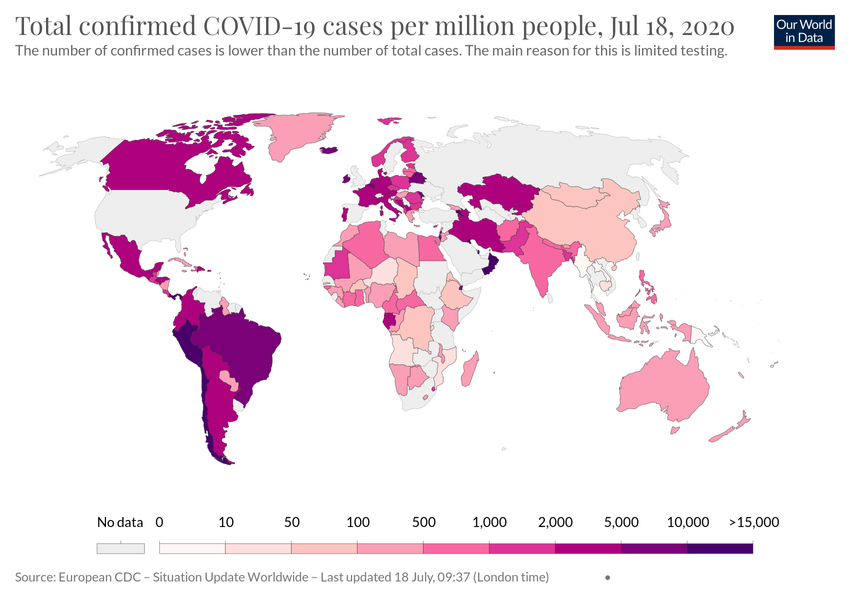 Total confirmed COVID-19 cases per million people, Jul 18, 2020
The number of confirmed cases is lower than the number of total cases. The main reason for this is limited testing.
Our World
in Data
No data 0 10 50 100 500 1,000 2,000 5,000 10,000 >15,000
Source: European CDC – Situation Update Worldwide – Last updated 18 July, 09:37 (London time)